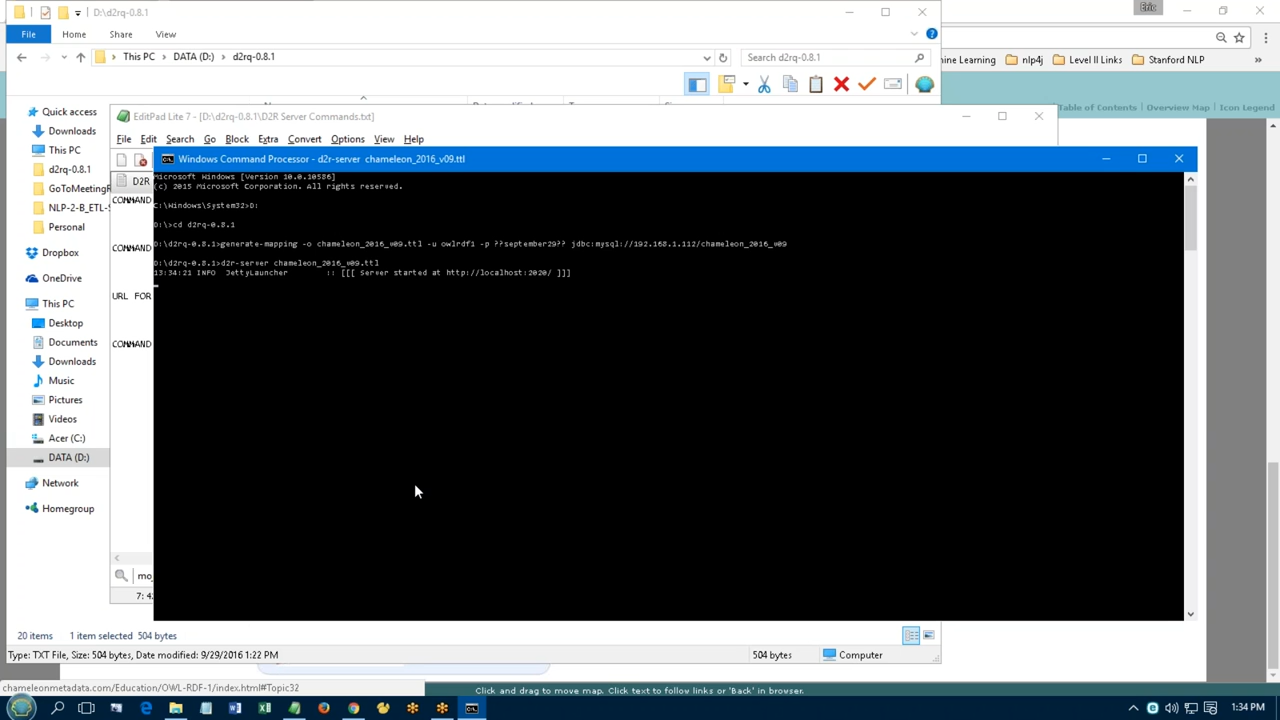 D:\d2rq-0.8.1
Eric
File Home Share View
This PC DATA (D:) d2rq-0.8.1
Search d2rq-0.8.1
nlp4j Level II Links Stanford NLP »
Table of Contents | Overview Map | Icon Legend
Quick access
Downloads
This PC
d2rq-0.8.1
Personal
Dropbox
OneDrive
This PC
Desktop
Documents
Downloads
Music
Pictures
Videos
Acer (C:)
DATA (D:)
Network
Homegroup
EditPad Lite 7 - [D:\d2rq-0.8.1\D2R Server Commands.txt]
File Edit Search Go Block Extra Convert Options View Help
D2R
COMMAND
COMMAND
URL FOR
COMMAND
7: 4
Windows Command Processor - d2r-server chameleon_2016_v09.ttl
Microsoft Windows [Version 10.0.10586]
(c) 2015 Microsoft Corporation. All rights reserved.
C:\Windows\System32>D:
D:\>cd d2rq-0.8.1
D:\d2rq-0.8.1>generate-mapping -o chameleon_2016_v09.ttl -u owlrdf1 -p ??september29?? jdbc:mysql://192.168.1.112/chameleon_2016_v09
D:\d2rq-0.8.1>d2r-server chameleon_2016_v09.ttl
13:34:21 INFO JettyLauncher :: [[[ Server started at http://localhost:2020/ ]]]
20 items 1 item selected 504 bytes
Type: TXT File, Size: 504 bytes, Date modified: 9/29/2016 1:22 PM
504 bytes
Computer
chameleonmetadata.com/Education/OWL-RDF-1/index.html#Topic32
Click and drag to move map. Click text to follow links or 'Back' in browser.
1:34 PM